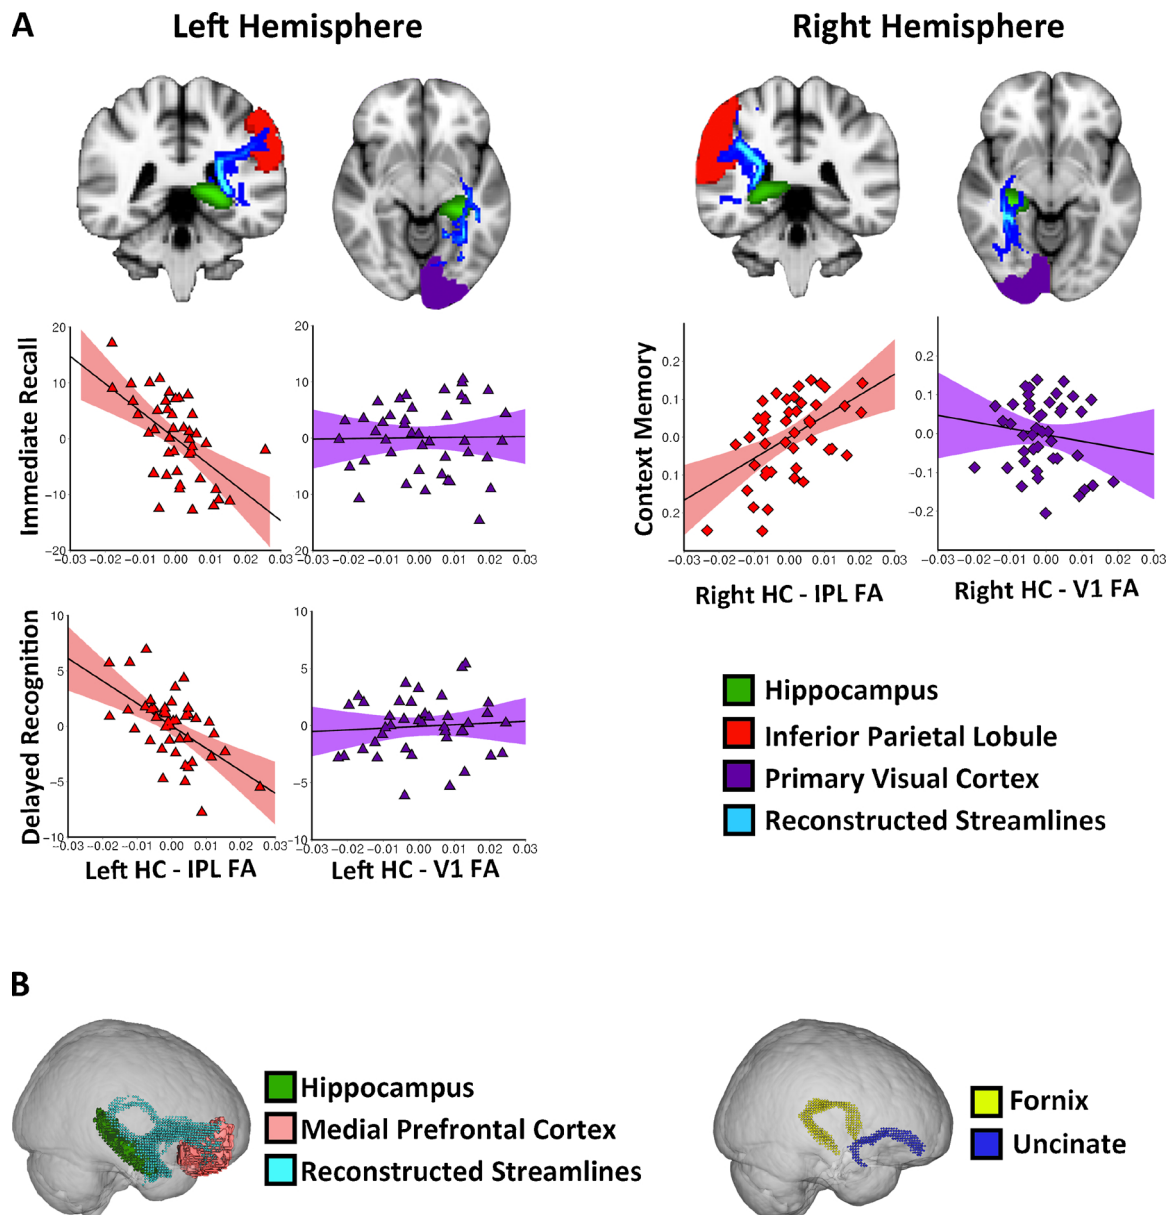 A
Left Hemisphere
Right Hemisphere
Immediate Recall
20
10
0
−10
−20
−0.03 −0.02 −0.01 0.00 0.01 0.02 0.03
20
10
0
−10
−20
−0.03 −0.02 −0.01 0.00 0.01 0.02 0.03
Context Memory
0.2
0.1
0.0
0.1
0.2
−0.03 −0.02 −0.01 0.00 0.01 0.02 0.03
Right HC - IPL FA
0.2
0.1
0.0
−0.1
−0.2
−0.03 −0.02 −0.01 0.00 0.01 0.02 0.03
Right HC - V1 FA
Delayed Recognition
10
5
0
−5
−10
−0.03 −0.02 −0.01 0.00 0.01 0.02 0.03
Left HC - IPL FA
10
5
0
−5
−10
−0.03 −0.02 −0.01 0.00 0.01 0.02 0.03
Left HC - V1 FA
Hippocampus
Inferior Parietal Lobule
Primary Visual Cortex
Reconstructed Streamlines
B
Hippocampus
Medial Prefrontal Cortex
Reconstructed Streamlines
Fornix
Uncinate